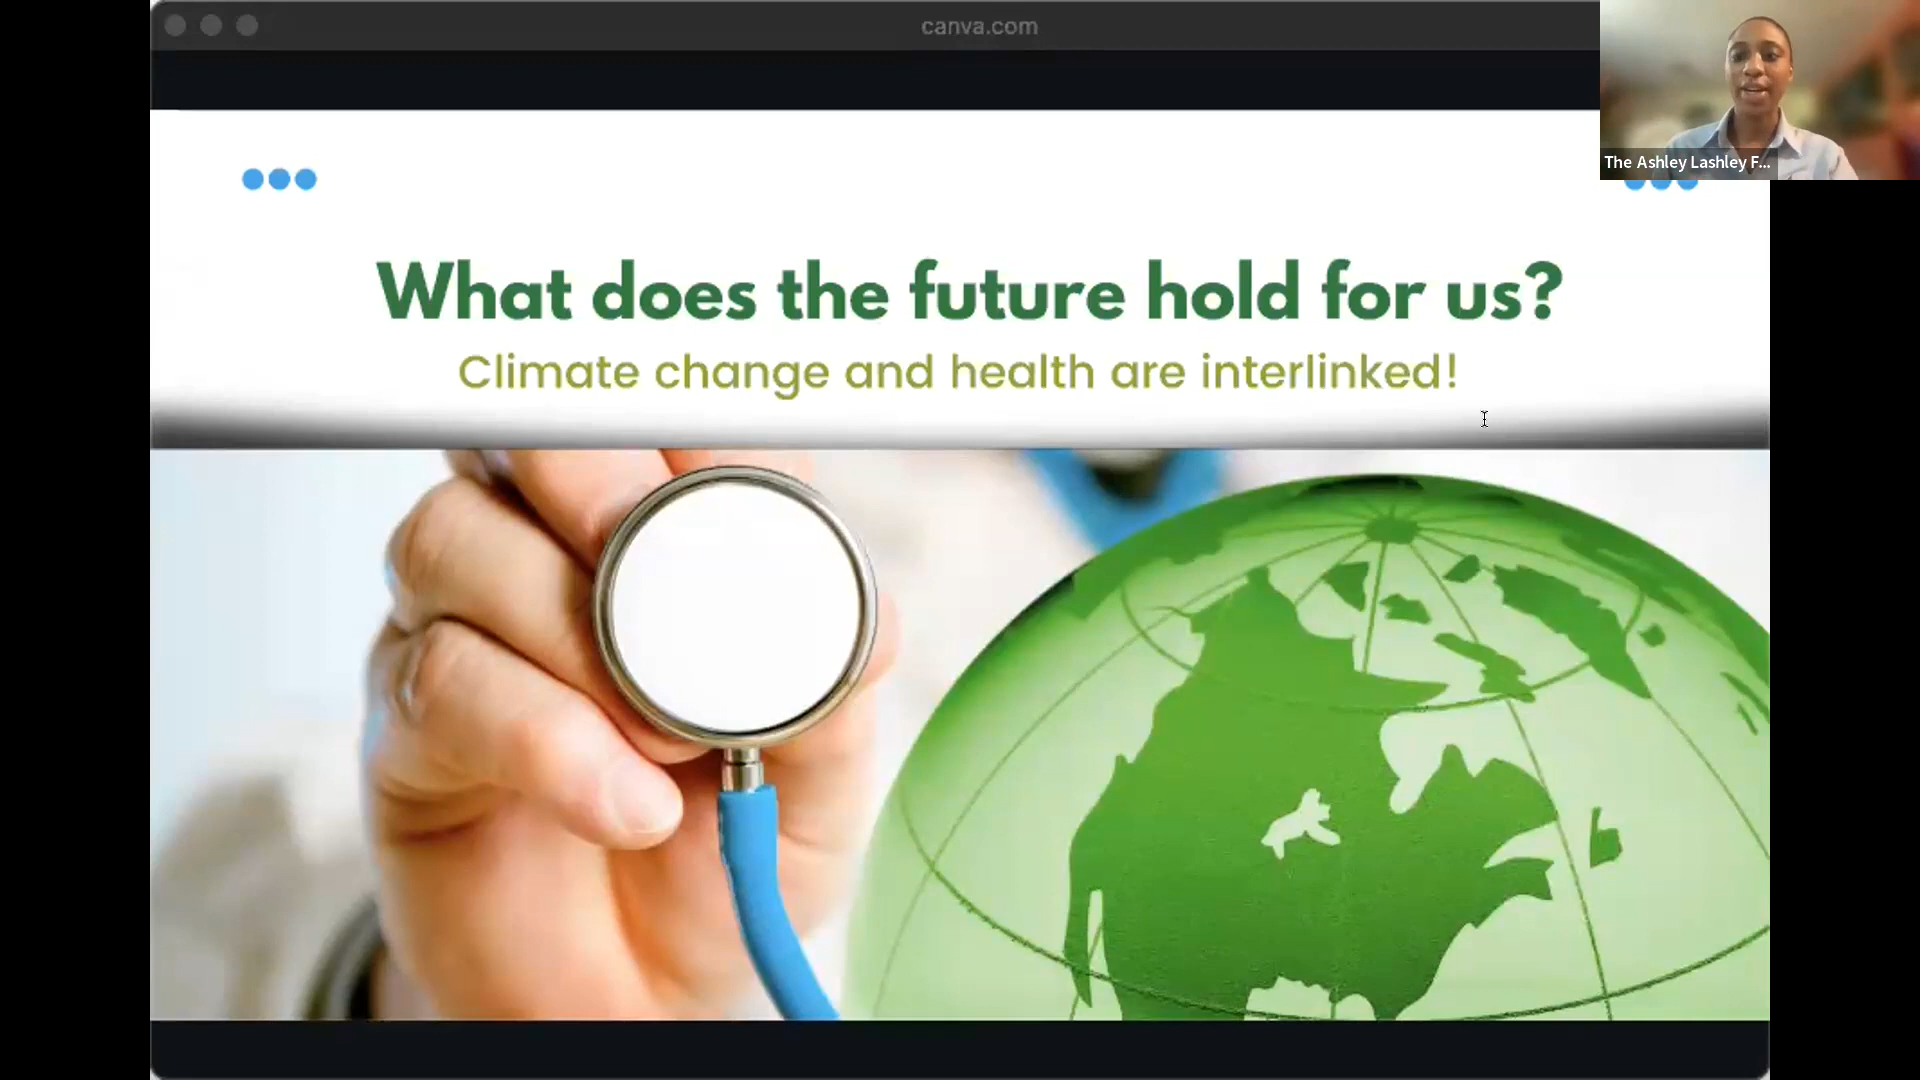 canva.com
The Ashley Lashley F...
What does the future hold for us?
Climate change and health are interlinked!